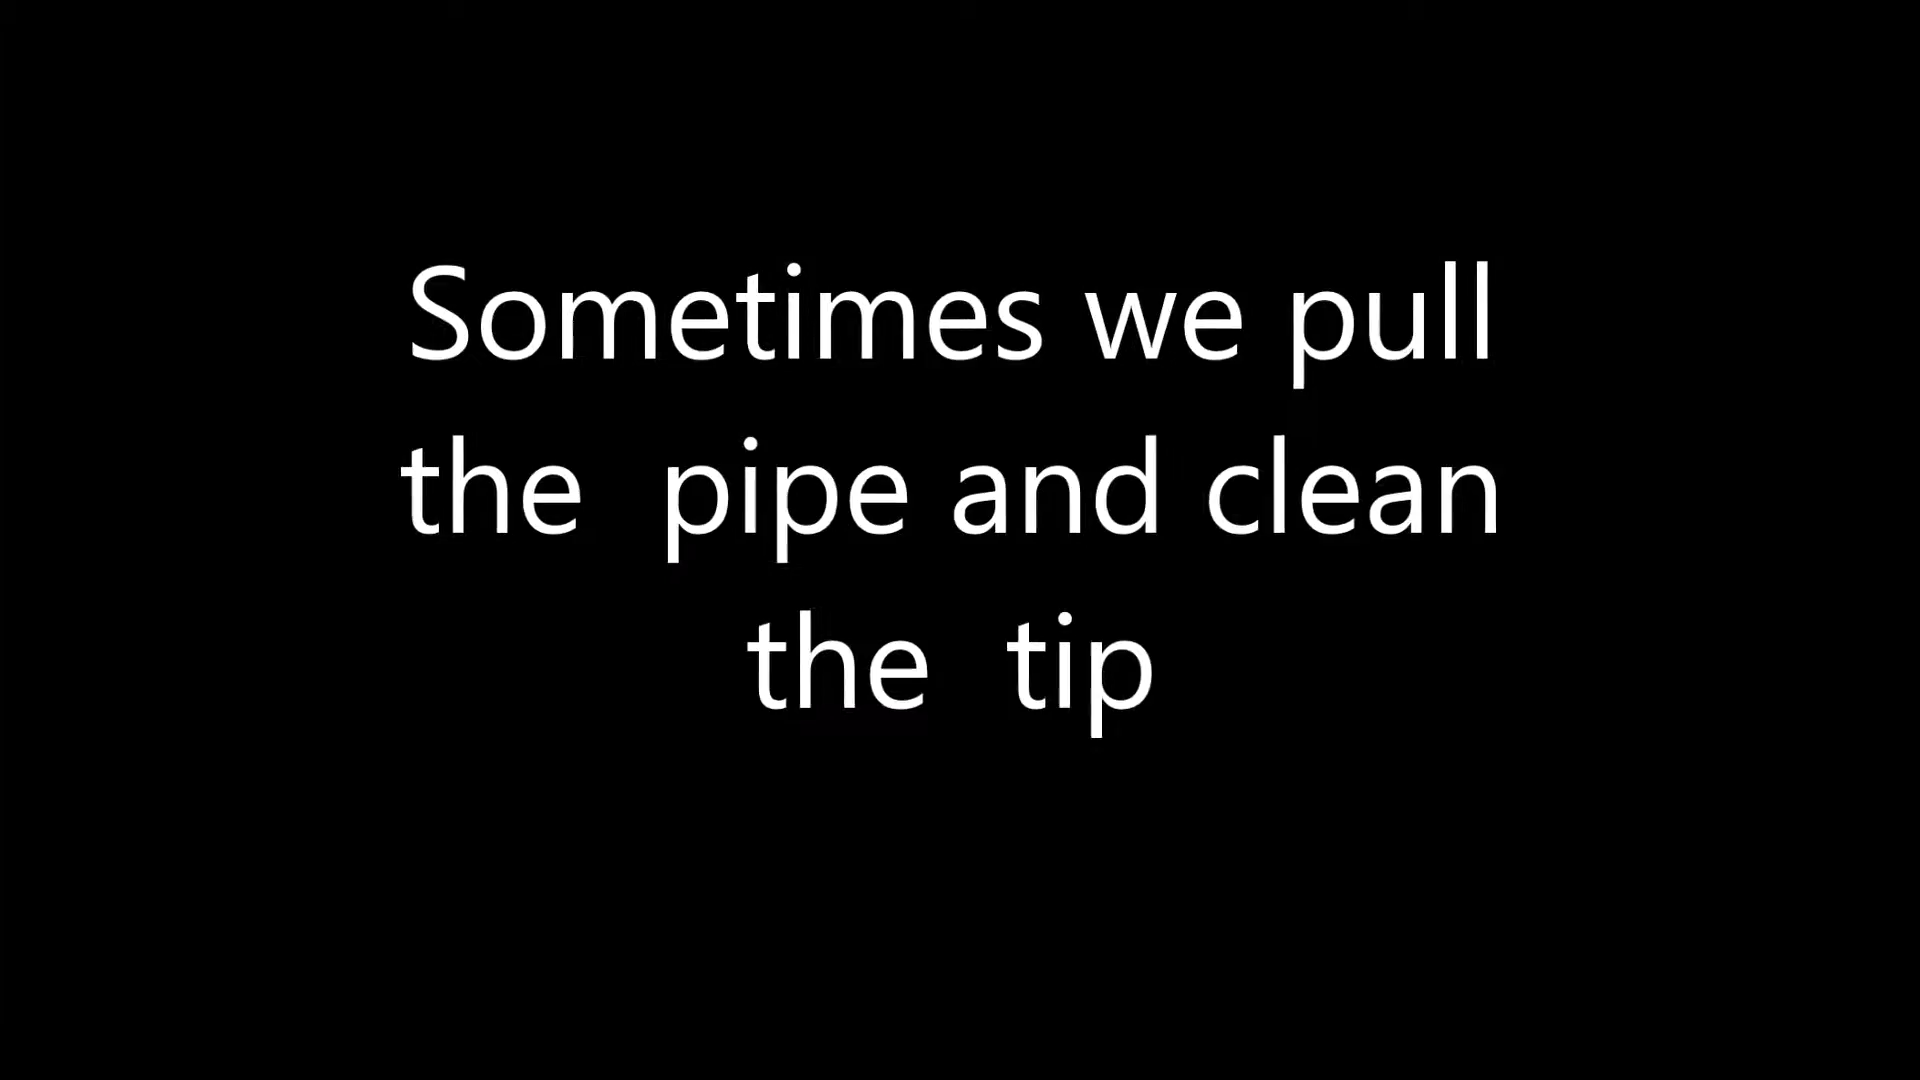 Sometimes we pull
the  pipe and clean
the  tip